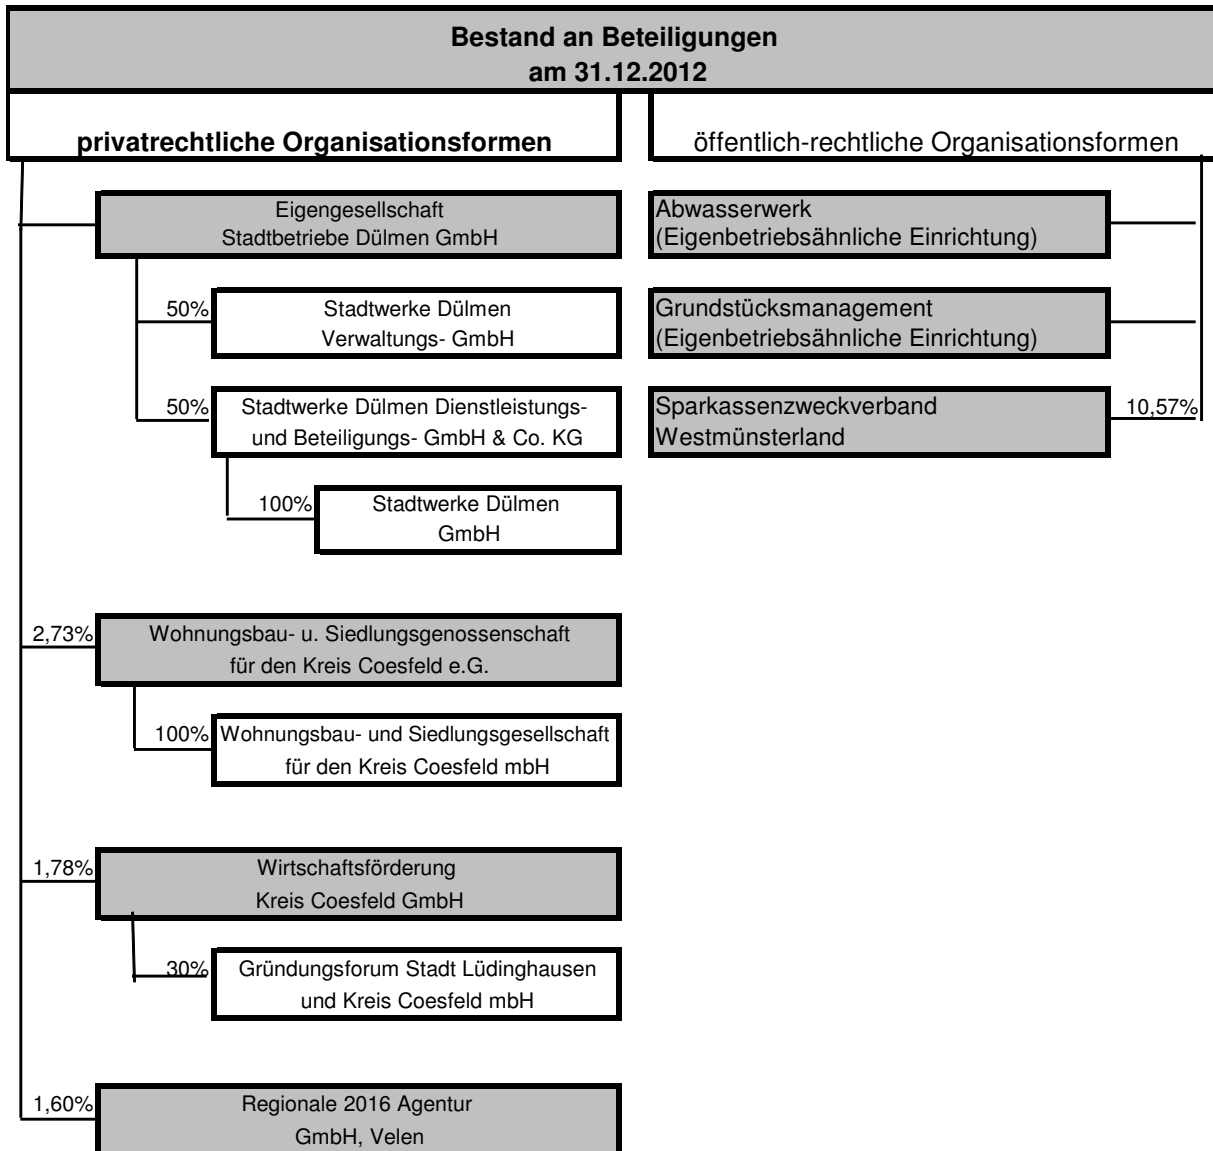 Bestand an Beteiligungen
am 31.12.2012
privatrechtliche Organisationsformen
öffentlich-rechtliche Organisationsformen
Eigengesellschaft
Stadtbetriebe Dülmen GmbH
50%
Stadtwerke Dülmen
Verwaltungs- GmbH
50%
Stadtwerke Dülmen Dienstleistungs-
und Beteiligungs- GmbH & Co. KG
100%
Stadtwerke Dülmen
GmbH
2,73%
Wohnungsbau- u. Siedlungsgenossenschaft
für den Kreis Coesfeld e.G.
100%
Wohnungsbau- und Siedlungsgesellschaft
für den Kreis Coesfeld mbH
1,78%
Wirtschaftsförderung
Kreis Coesfeld GmbH
30%
Gründungsforum Stadt Lüdinghausen
und Kreis Coesfeld mbH
1,60%
Regionale 2016 Agentur
GmbH, Velen
Abwasserwerk
(Eigenbetriebsähnliche Einrichtung)
Grundstücksmanagement
(Eigenbetriebsähnliche Einrichtung)
Sparkassenzweckverband
Westmünsterland
10,57%